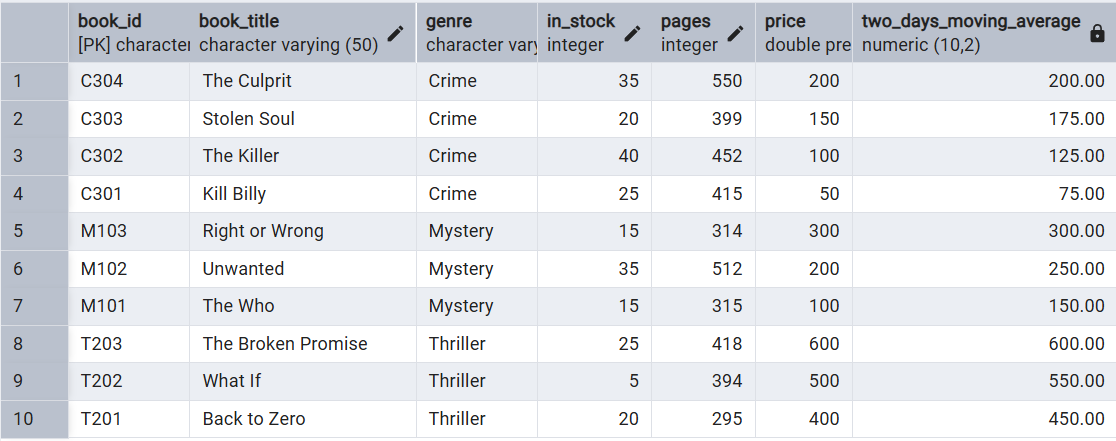 book_id book_title genre in_stock pages price two_days_moving_average
[PK] character character varying (50) character vary integer integer double pre numeric (10,2)
1 C304 The Culprit Crime 35 550 200 200.00
2 C303 Stolen Soul Crime 20 399 150 175.00
3 C302 The Killer Crime 40 452 100 125.00
4 C301 Kill Billy Crime 25 415 50 75.00
5 M103 Right or Wrong Mystery 15 314 300 300.00
6 M102 Unwanted Mystery 35 512 200 250.00
7 M101 The Who Mystery 15 315 100 150.00
8 T203 The Broken Promise Thriller 25 418 600 600.00
9 T202 What If Thriller 5 394 500 550.00
10 T201 Back to Zero Thriller 20 295 400 450.00